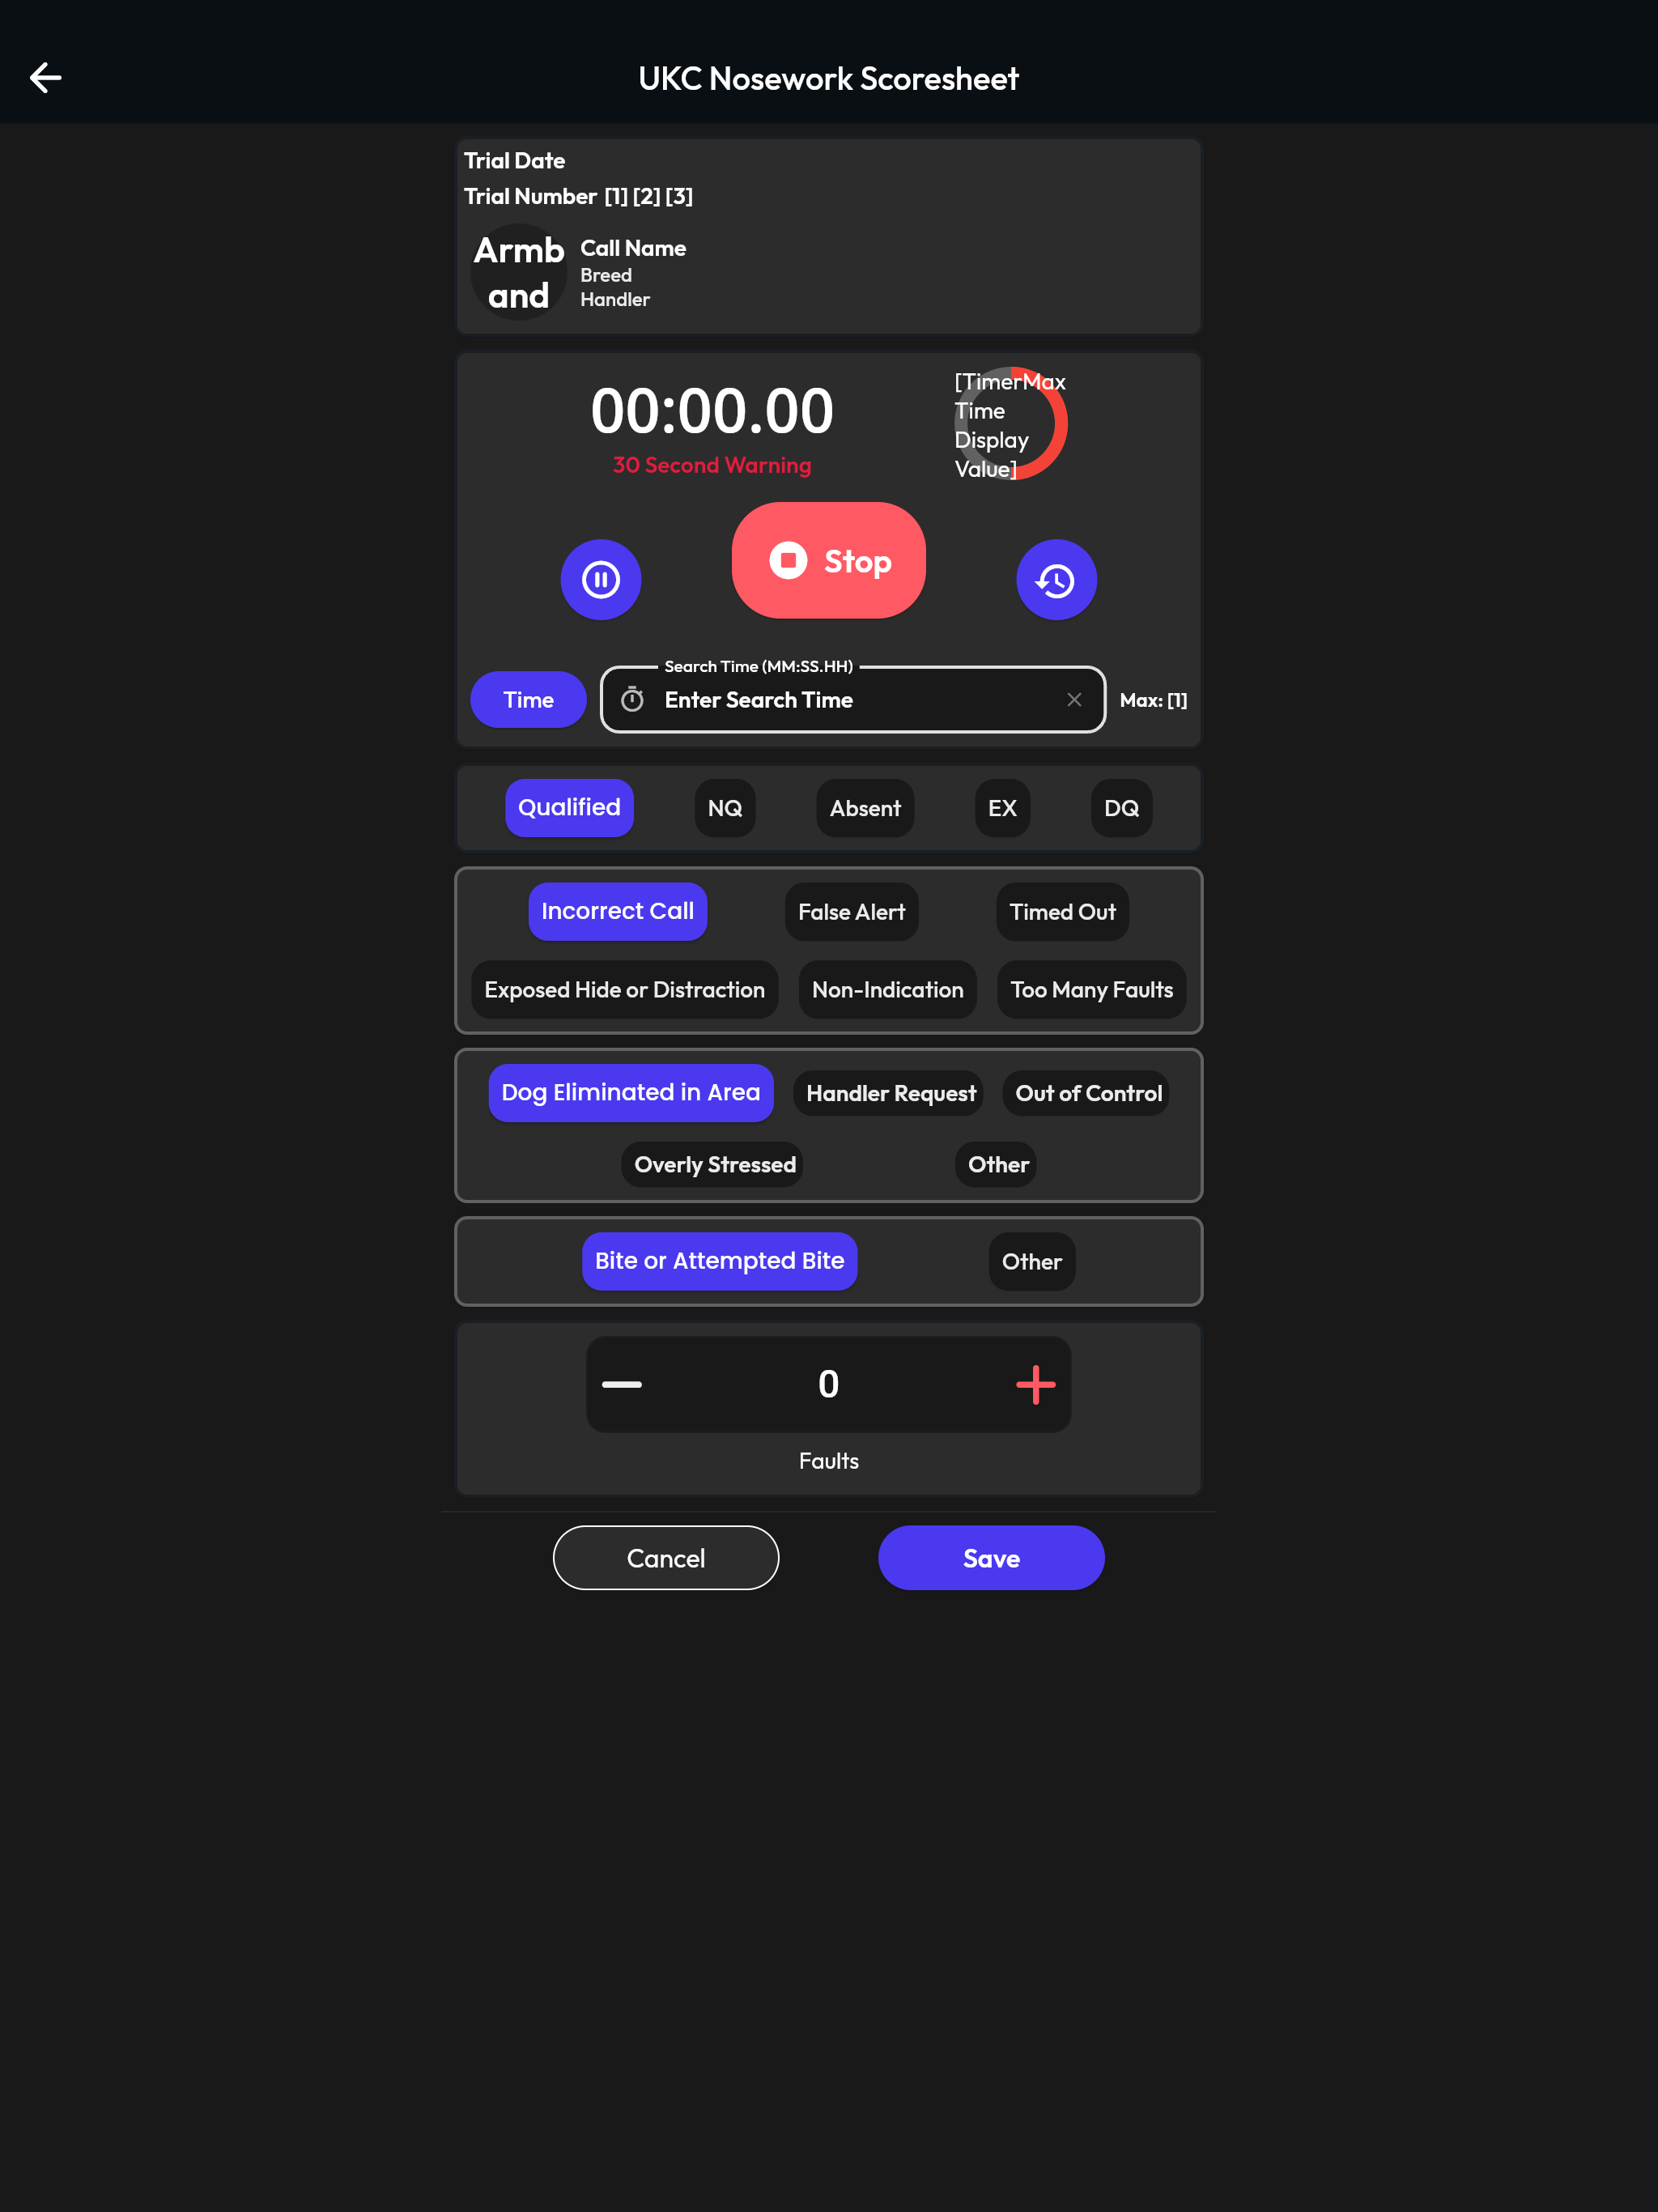 UKC Nosework Scoresheet
Trial Date
Trial Number [1] [2] [3]
Armb
and
Call Name
Breed
Handler
00:00.00
30 Second Warning
[TimerMax
Time
Display
Value]
Stop
Time
Search Time (MM:SS.HH)
Enter Search Time
Max: [1]
Qualified NQ Absent EX DQ
Incorrect Call False Alert Timed Out
Exposed Hide or Distraction Non-Indication Too Many Faults
Dog Eliminated in Area Handler Request Out of Control
Overly Stressed Other
Bite or Attempted Bite Other
0
Faults
Cancel Save